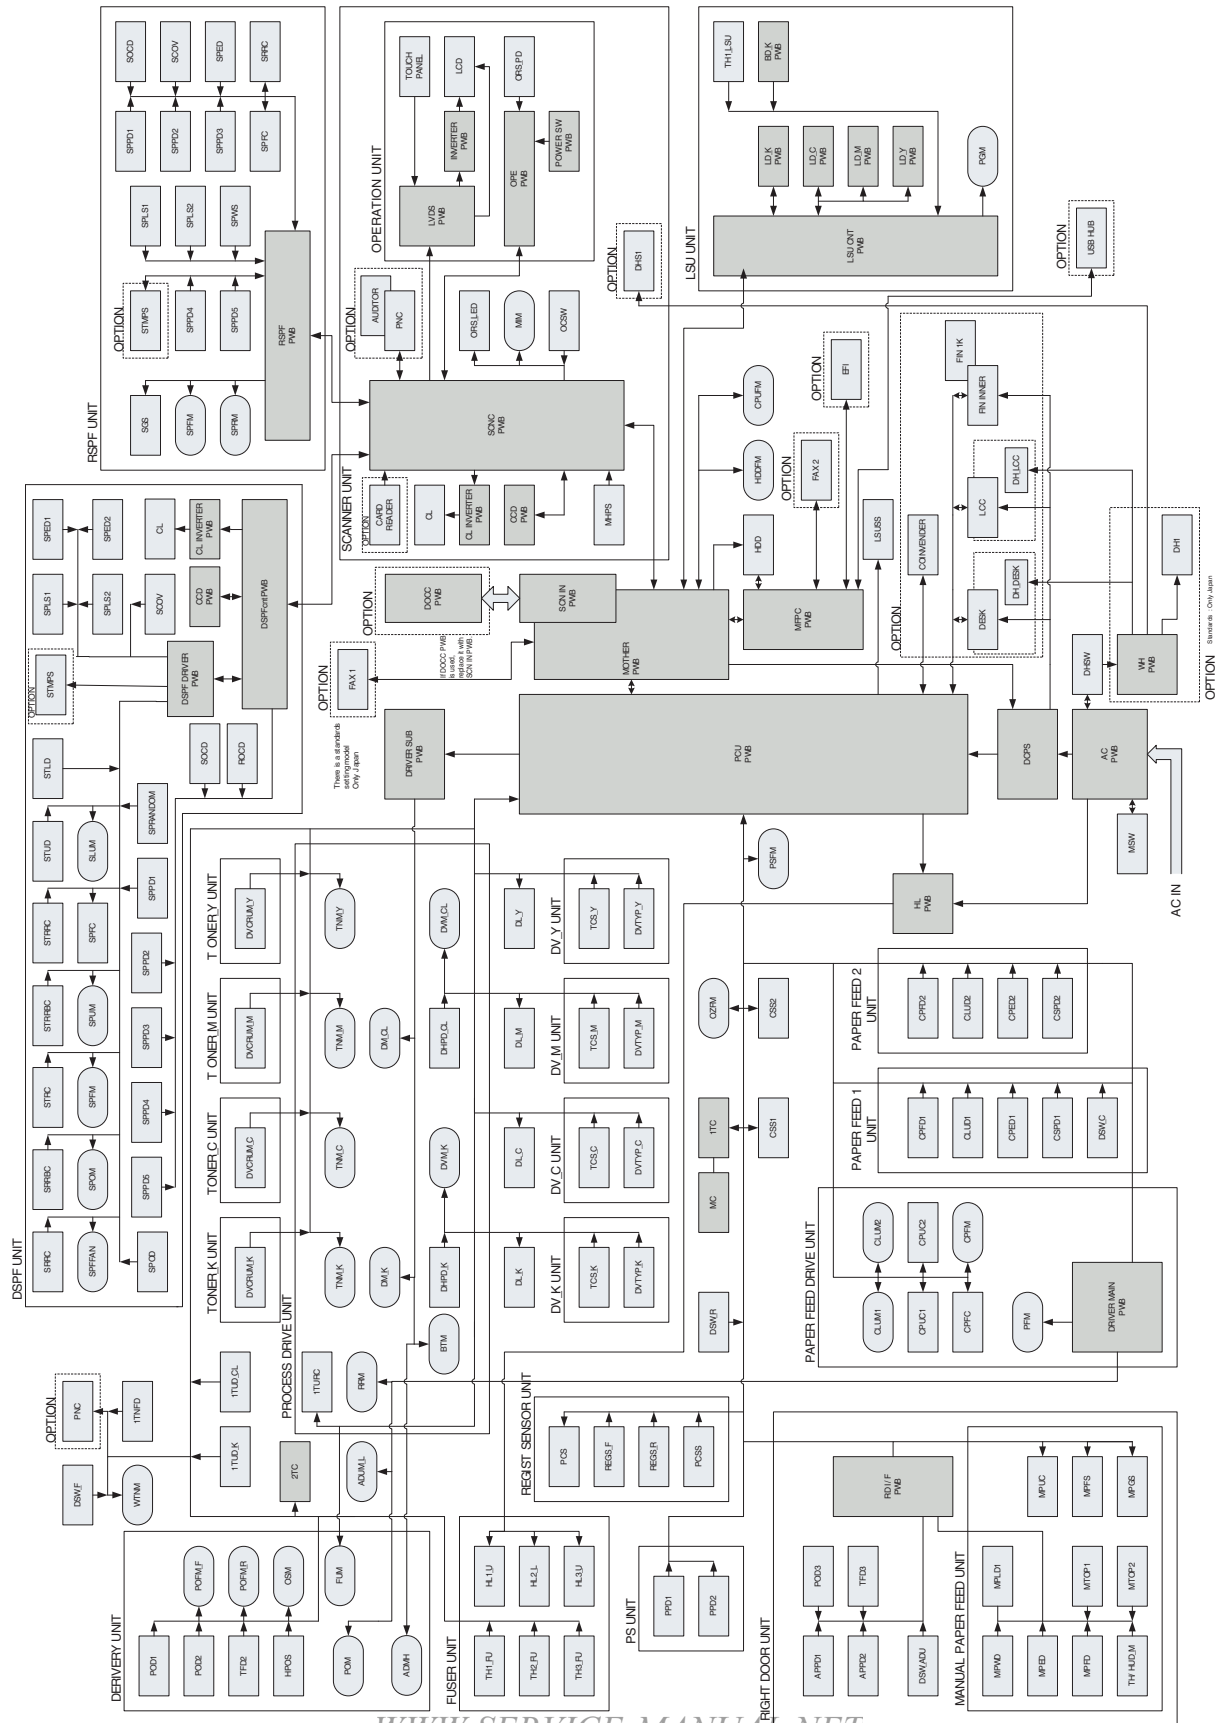 RSPF UNIT
SOCD
SCOV
SPED
SRRC
SPPD1
SPPD2
SPPD3
SPFC
SPLS1
SPLS2
SPWS
OPTION
STMPS
SPPD4
SPPD5
RSPF
PWB
SGS
SPFM
SPRM
SCANNER UNIT
OPERATION UNIT
TOUCH
PANEL
LCD
ORS_PD
LVDS
PWB
INVERTER
PWB
OPE
PWB
POWER SW
PWB
OPTION
AUDITOR
PNC
ORS_LED
MIM
OCSW
SCNC
PWB
OPTION
CARD
READER
CL
CL INVERTER
PWB
CCD
PWB
MHPS
LSU UNIT
TH1_LSU
BD_K
PWB
LD_K
PWB
LD_C
PWB
LD_M
PWB
LD_Y
PWB
PGM
LSU CNT
PWB
OPTION
DHS1
OPTION
USB HUB
DSPF UNIT
SPED1
SPED2
CL
SPLS1
SPLS2
SCOV
CCD
PWB
CL INVERTER
PWB
DSPFcnt PWB
DSPF DRIVER
PWB
OPTION
STMPS
STLD
SOCD
ROCD
STUD
SLUM
SPRANDOM
STRRC
SPFC
SPPD1
STRRBC
SPUM
SPPD2
STRC
SPFM
SPPD3
SRRBC
SPOM
SPPD4
SRRC
SPFFAN
SPPD5
SPOD
OPTION
DOCC
PWB
SCN IN
PWB
If DOCC PWB
is used,
replace it with
SCN IN PWB.
OPTION
FAX 1
There is a standards
setting model
Only Japan
MOTHER
PWB
MFPC
PWB
HDD
HDDFM
CPUFM
OPTION
FAX 2
OPTION
EFI
LSUSS
OPTION
COINVENDER
FIN 1K
FIN INNER
LCC
DH_LCC
DESK
DH_DESK
DRIVER SUB
PWB
PCU
PWB
DCPS
AC
PWB
DHSW
WH
PWB
DH1
OPTION
Standards : Only Japan
MSW
AC IN
HL
PWB
PSFM
TONER_Y UNIT
DVCRUM_Y
TONER_M UNIT
DVCRUM_M
TONER_C UNIT
DVCRUM_C
TONER_K UNIT
DVCRUM_K
PROCESS DRIVE UNIT
TNM_Y
TNM_M
TNM_C
TNM_K
DM_CL
DM_K
DVM_CL
DHPD_CL
DVM_K
DHPD_K
DL_Y
DL_M
DL_C
DL_K
DV_Y UNIT
TCS_Y
DVTYP_Y
DV_M UNIT
TCS_M
DVTYP_M
DV_C UNIT
TCS_C
DVTYP_C
DV_K UNIT
TCS_K
DVTYP_K
1TURC
RRM
BTM
OZFM
CSS2
1TC
MC
CSS1
DSW_R
PAPER FEED 2
UNIT
CPFD2
CLUD2
CPED2
CSPD2
PAPER FEED 1
UNIT
CPFD1
CLUD1
CPED1
CSPD1
DSW_C
PAPER FEED DRIVE UNIT
CLUM2
CPUC2
CPFM
CLUM1
CPUC1
CPFC
PFM
DRIVER MAIN
PWB
OPTION
PNC
1TNFD
DSW_F
WTNM
1TUD_CL
1TUD_K
2TC
ADUM_L
REGIST SENSOR UNIT
PCS
REGS_F
REGS_R
PCSS
DERIVERY UNIT
POD1
POD2
TFD2
HPOS
POFM_F
POFM_R
OSM
FUM
POM
ADMH
FUSER UNIT
HL1_U
HL2_L
HL3_U
TH1_FU
TH2_FU
TH3_FU
PS UNIT
PPD1
PPD2
RIGHT DOOR UNIT
RD I/F
PWB
POD3
TFD3
APPD1
APPD2
DSW_ADU
MANUAL PAPER FEED UNIT
MPUC
MPFS
MPGS
MPLD1
MTOP1
MTOP2
MPWD
MPED
MPFD
TH/HUD_M
WWW.SERVICE-MANUAL.NET